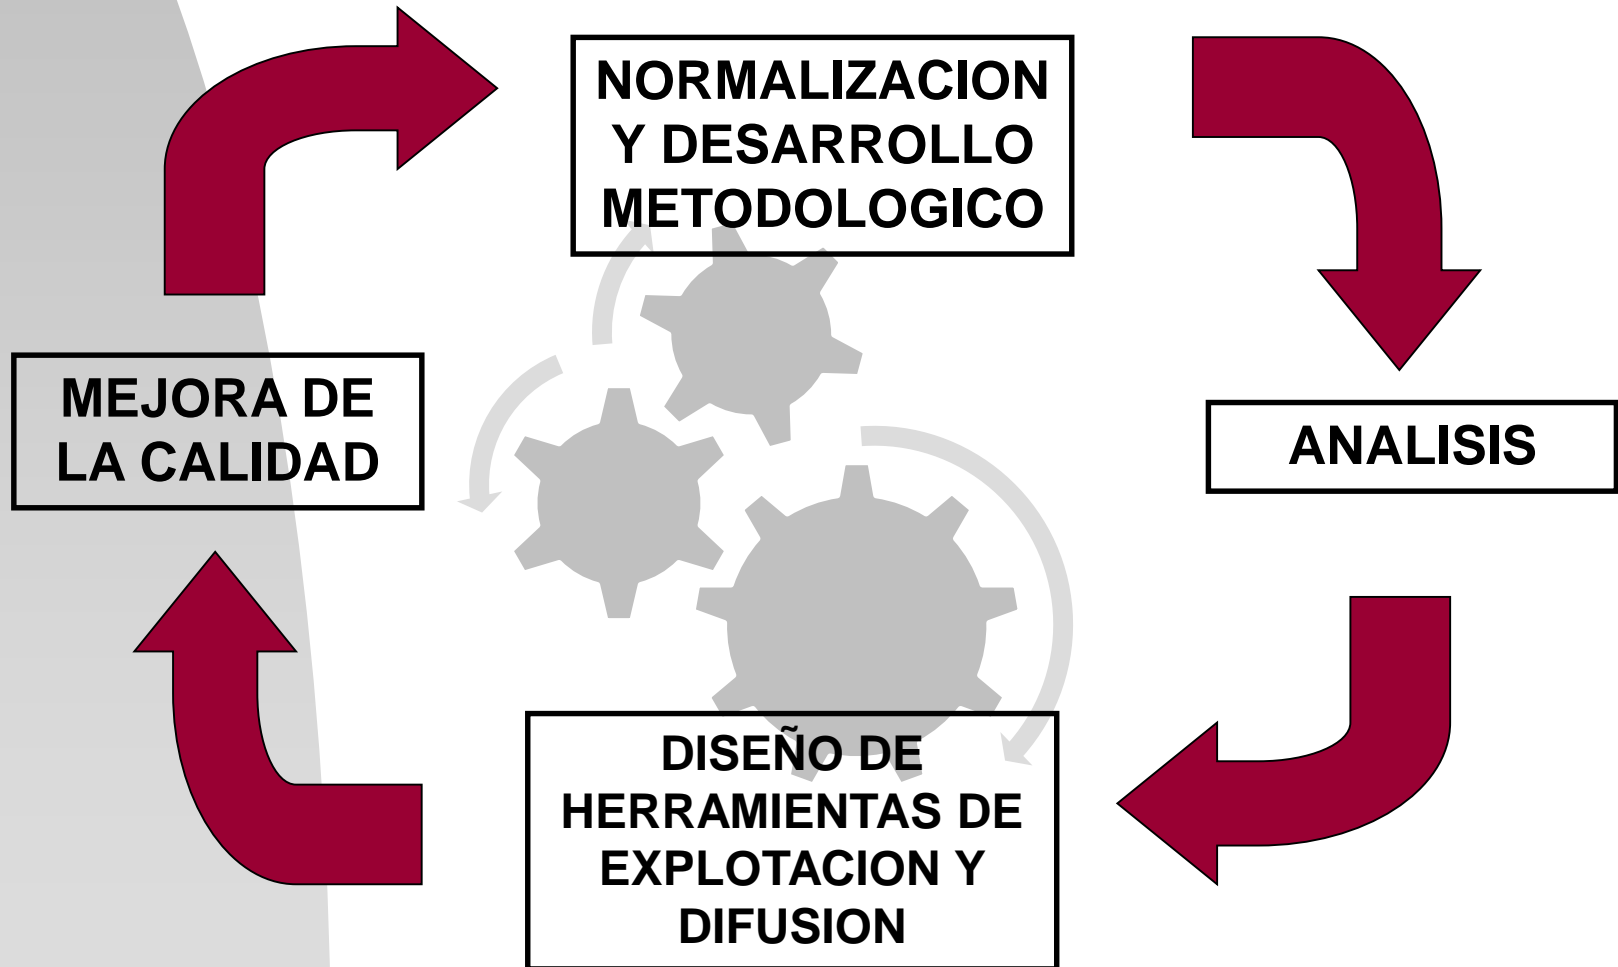 NORMALIZACION
Y DESARROLLO
METODOLOGICO
MEJORA DE
LA CALIDAD
ANALISIS
DISEÑO DE
HERRAMIENTAS DE
EXPLOTACION Y
DIFUSION